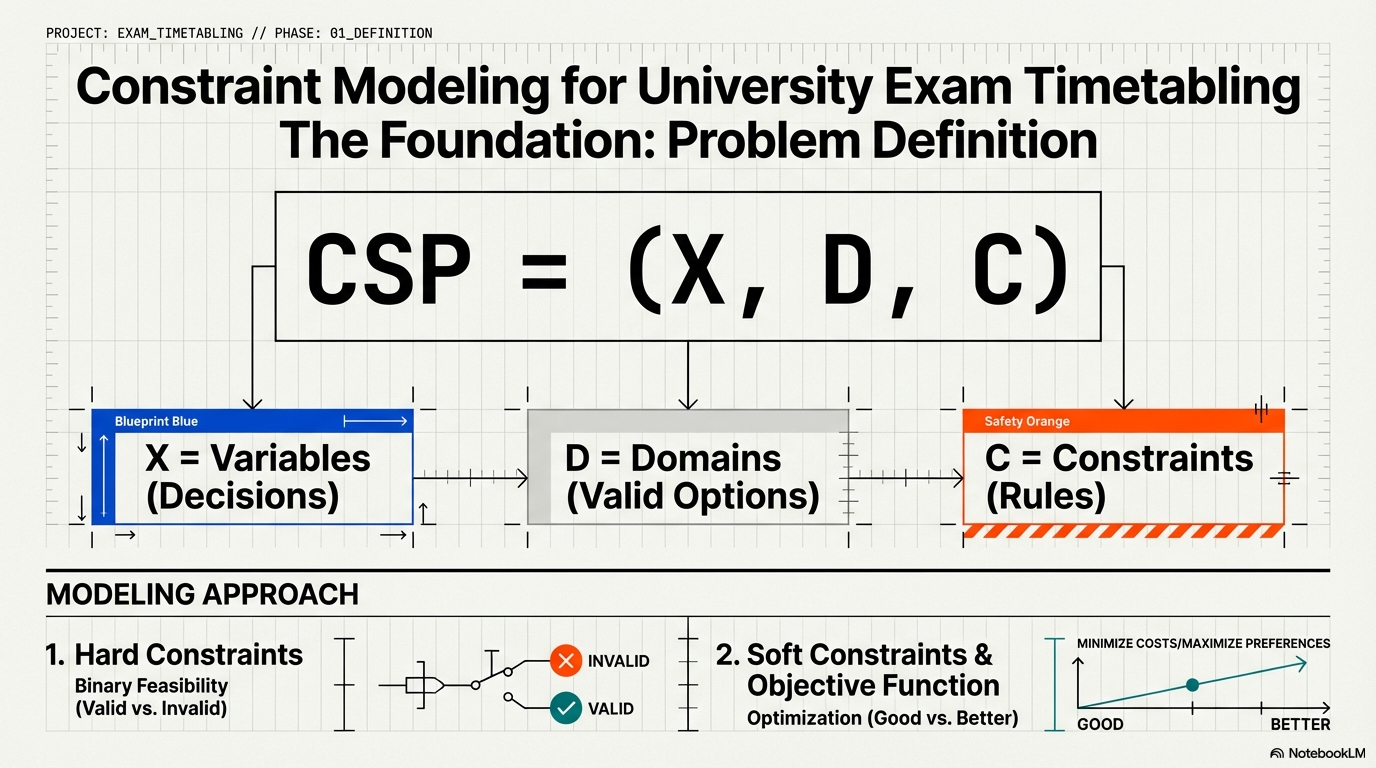 PROJECT: EXAM_TIMETABLING // PHASE: 01_DEFINITION
Constraint Modeling for University Exam Timetabling
The Foundation: Problem Definition
CSP = (X, D, C)
Blueprint Blue
X = Variables
(Decisions)
D = Domains
(Valid Options)
Safety Orange
C = Constraints
(Rules)
MODELING APPROACH
1. Hard Constraints
Binary Feasibility
(Valid vs. Invalid)
INVALID
VALID
2. Soft Constraints &
Objective Function
Optimization (Good vs. Better)
MINIMIZE COSTS/MAXIMIZE PREFERENCES
GOOD
BETTER
NotebookLM